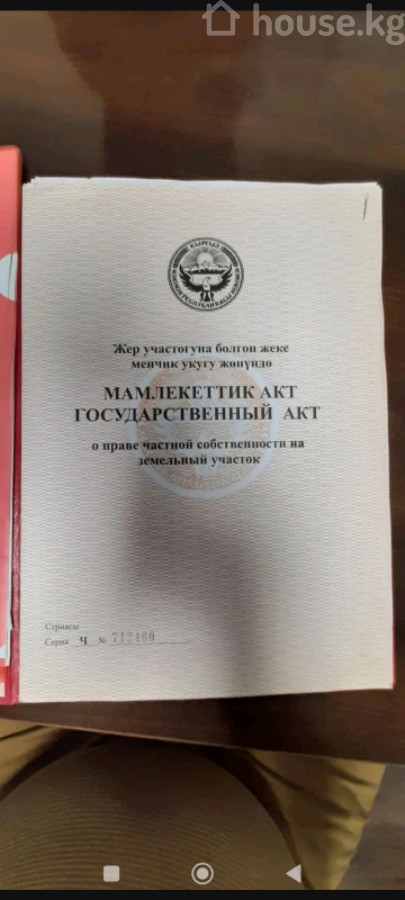 house.kg
Жер участогуна болгон жеке
менчик укугу жөнүндө
МАМЛЕКЕТТИК АКТ
ГОСУДАРСТВЕННЫЙ АКТ
о праве частной собственности на
земельный участок
Сериясы
Серия Ч №